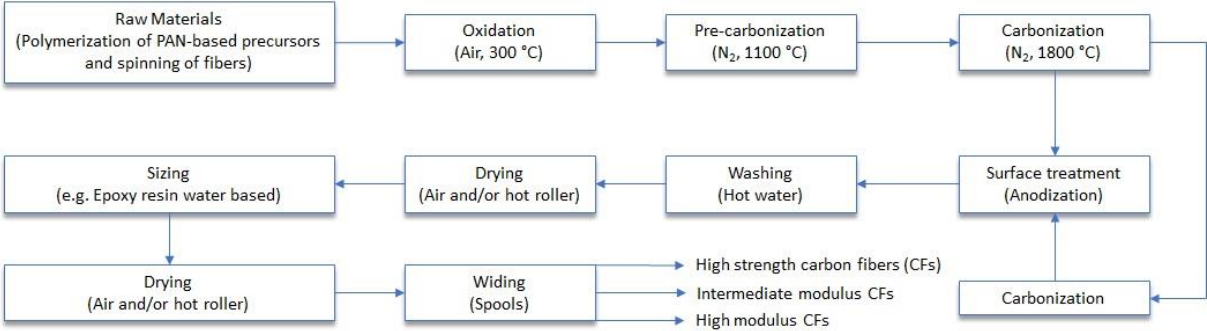 Raw Materials
(Polymerization of PAN-based precursors
and spinning of fibers)
Oxidation
(Air, 300 °C)
Pre-carbonization
(N₂, 1100 °C)
Carbonization
(N₂, 1800 °C)
Surface treatment
(Anodization)
Washing
(Hot water)
Drying
(Air and/or hot roller)
Sizing
(e.g. Epoxy resin water based)
Drying
(Air and/or hot roller)
Widing
(Spools)
High strength carbon fibers (CFs)
Intermediate modulus CFs
High modulus CFs
Carbonization